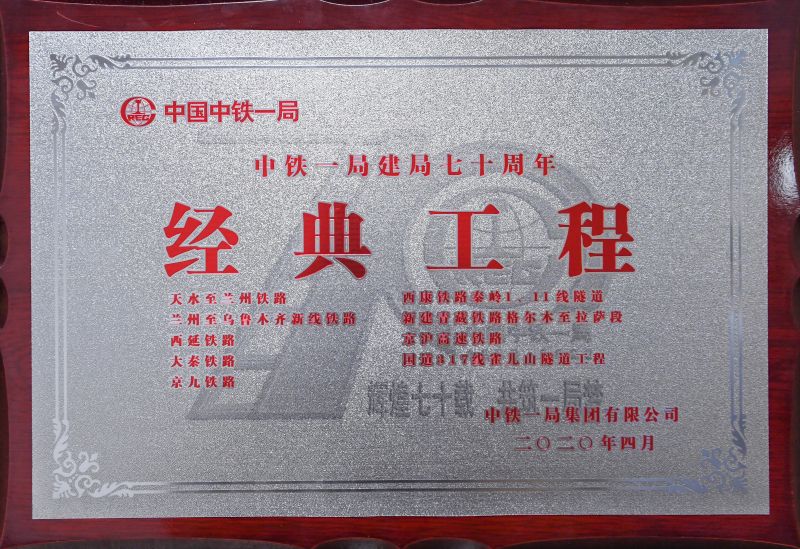 中国中铁一局
中铁一局建局七十周年
经典工程
天水至兰州铁路
兰州至乌鲁木齐新线铁路
西延铁路
大秦铁路
京九铁路
西康铁路秦岭I、II线隧道
新建青藏铁路格尔木至拉萨段
京沪高速铁路
国道317线雀儿山隧道工程
辉煌七十载 共筑一局梦
中铁一局集团有限公司
二〇二〇年四月